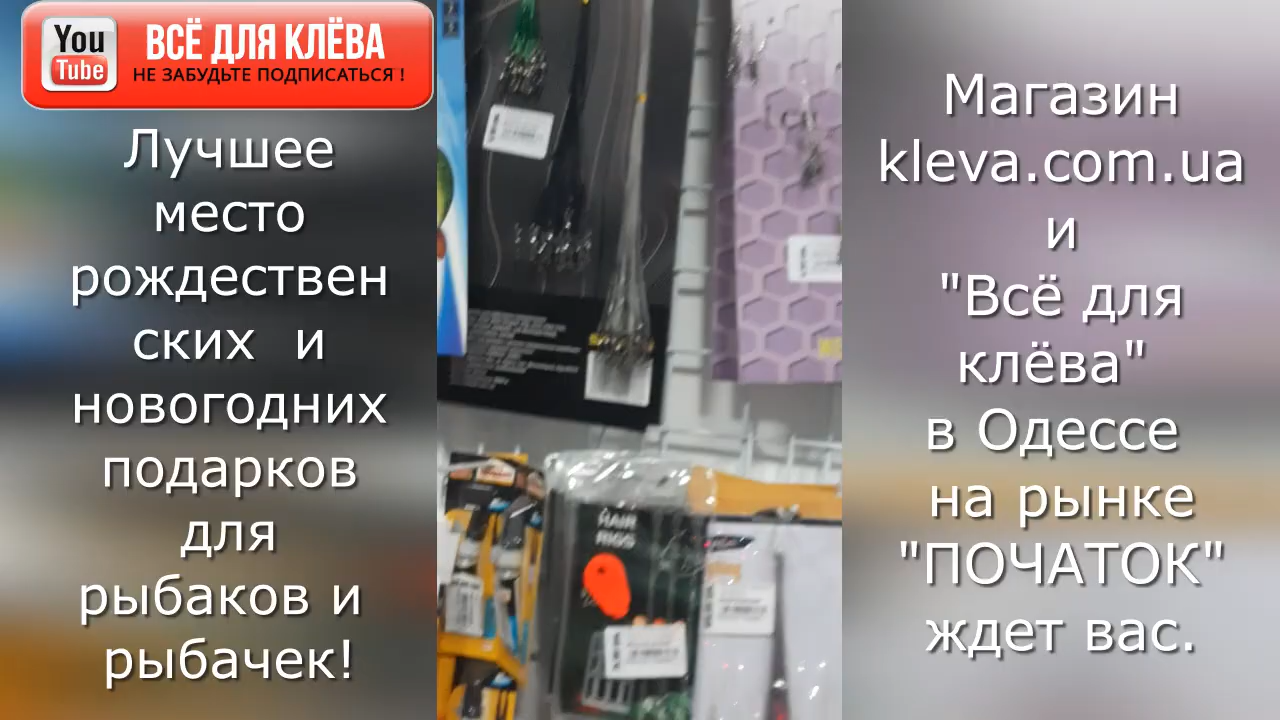 You
Tube
ВСЁ ДЛЯ КЛЁВА
НЕ ЗАБУДЬТЕ ПОДПИСАТЬСЯ !
Лучшее
место
рождествен
ских и
новогодних
подарков
для
рыбаков и
рыбачек!
HAIR
RIGS
Магазин
kleva.com.ua
и
"Всё для
клёва"
в Одессе
на рынке
"ПОЧАТОК"
ждет вас.